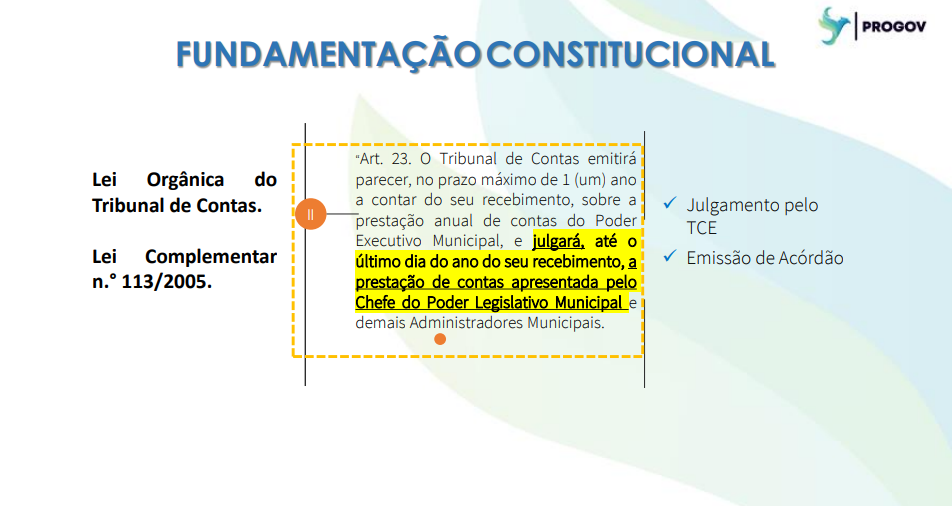 PROGOV
FUNDAMENTAÇÃO CONSTITUCIONAL
Lei Orgânica do
Tribunal de Contas.
Lei Complementar
n.° 113/2005.
II
“Art. 23. O Tribunal de Contas emitirá
parecer, no prazo máximo de 1 (um) ano
a contar do seu recebimento, sobre a
prestação anual de contas do Poder
Executivo Municipal, e julgará, até o
último dia do ano do seu recebimento, a
prestação de contas apresentada pelo
Chefe do Poder Legislativo Municipal e
demais Administradores Municipais.
✓ Julgamento pelo
TCE
✓ Emissão de Acórdão